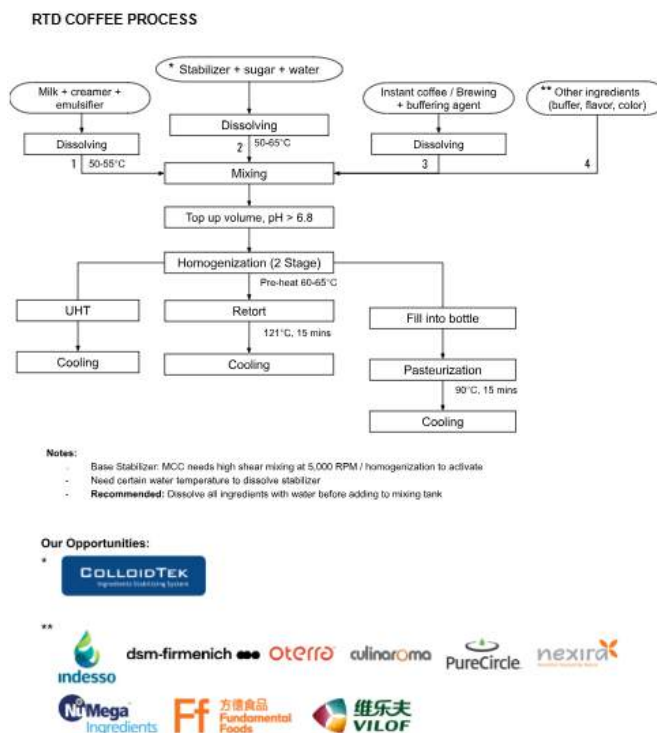 RTD COFFEE PROCESS
* Stabilizer + sugar + water
Milk + creamer +
emulsifier
Instant coffee / Brewing
+ buffering agent
** Other ingredients
(buffer, flavor, color)
Dissolving
1 50-55°C
Dissolving
2 50-65°C
Dissolving
3
4
Mixing
Top up volume, pH > 6.8
Homogenization (2 Stage)
Pre-heat 60-65°C
UHT
Cooling
Retort
121°C, 15 mins
Cooling
Fill into bottle
Pasteurization
90°C, 15 mins
Cooling
Notes:
- Base Stabilizer: MCC needs high shear mixing at 5,000 RPM / homogenization to activate
- Need certain water temperature to dissolve stabilizer
- Recommended: Dissolve all ingredients with water before adding to mixing tank
Our Opportunities:
*
COLLOIDTEK
Ingredients Stabilizing System
**
indesso
dsm-firmenich
oterra
culinaroma
PureCircle
nexira
NuMega
Ingredients
Ff
方德食品
Fundamental
Foods
维乐夫
VILOF